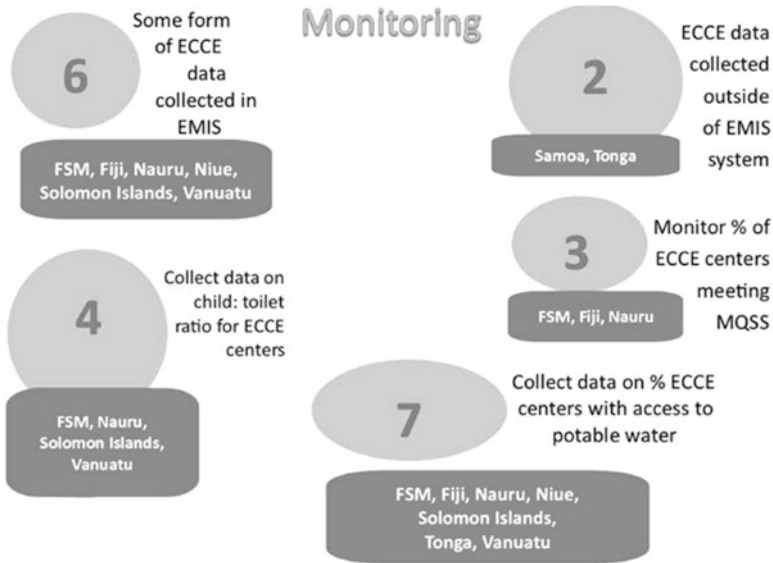 Monitoring
6
Some form
of ECCE
data
collected in
EMIS
FSM, Fiji, Nauru, Niue,
Solomon Islands, Vanuatu
2
ECCE data
collected
outside
of EMIS
system
Samoa, Tonga
3
Monitor % of
ECCE centers
meeting
MQSS
FSM, Fiji, Nauru
4
Collect data on
child: toilet
ratio for ECCE
centers
FSM, Nauru,
Solomon Islands,
Vanuatu
7
Collect data on % ECCE
centers with access to
potable water
FSM, Fiji, Nauru, Niue,
Solomon Islands,
Tonga, Vanuatu